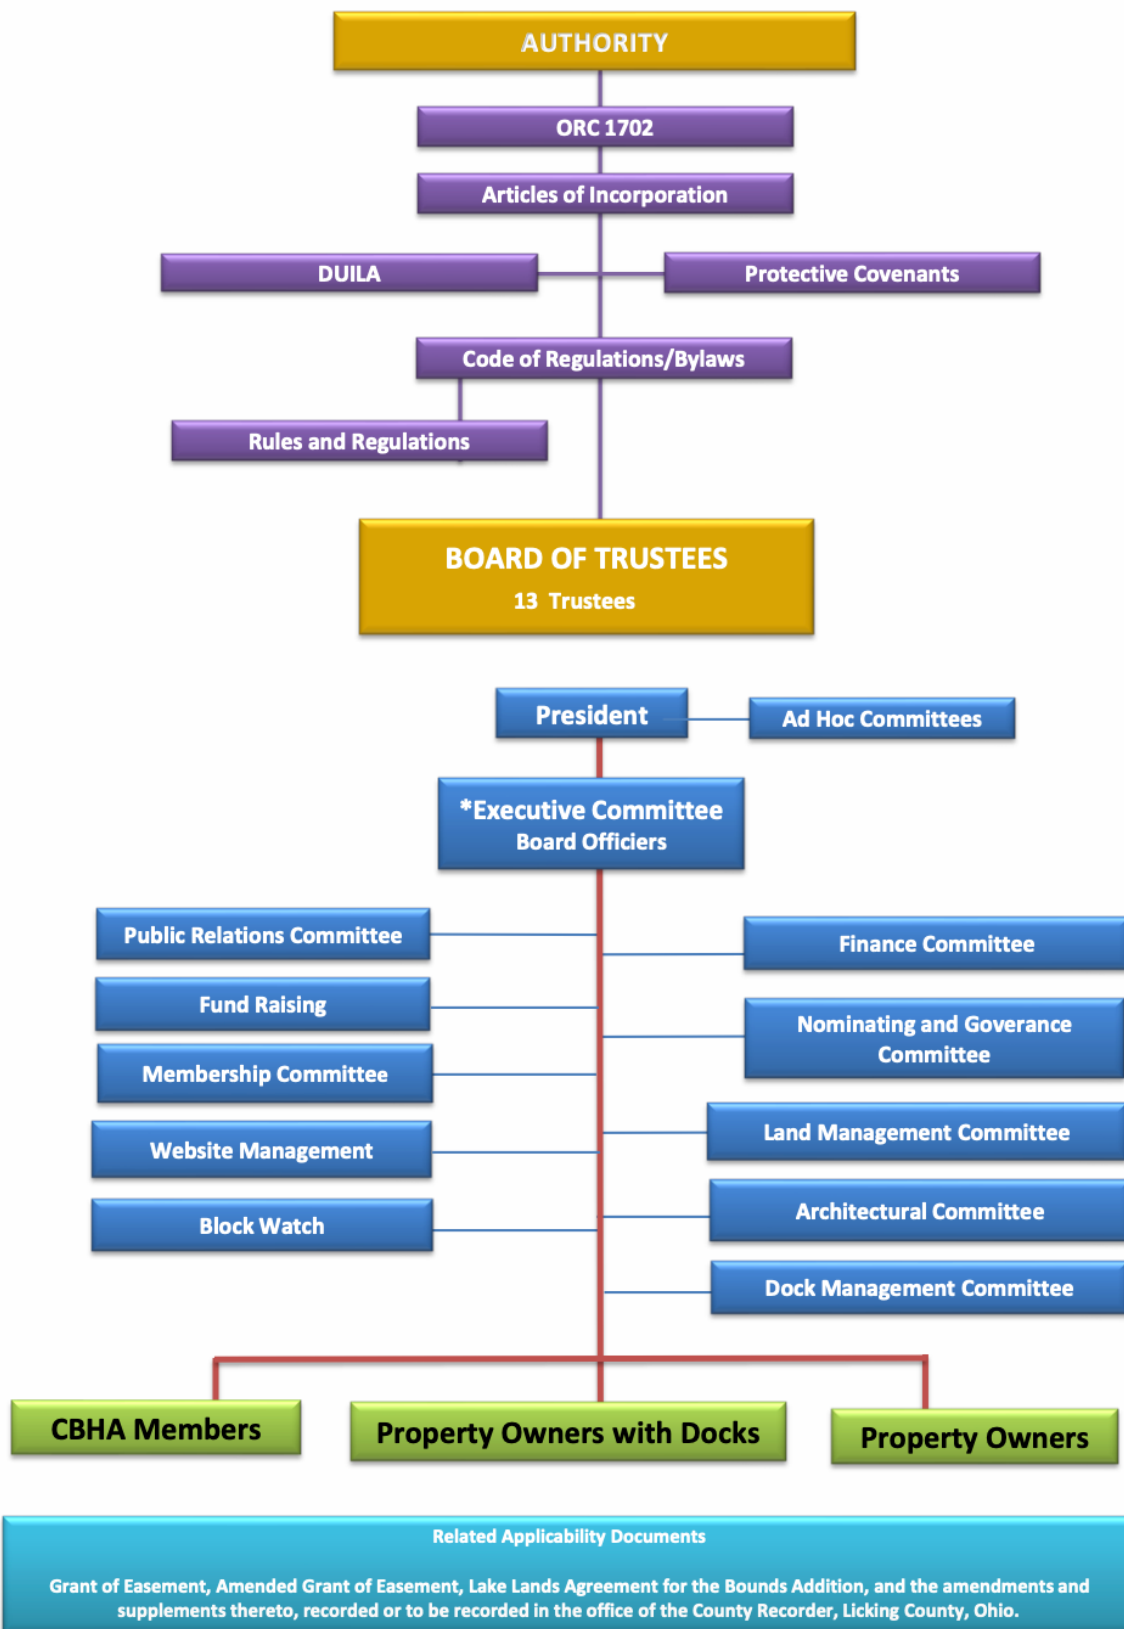 AUTHORITY
ORC 1702
Articles of Incorporation
DUILA
Protective Covenants
Code of Regulations/Bylaws
Rules and Regulations
BOARD OF TRUSTEES
13 Trustees
President
Ad Hoc Committees
*Executive Committee
Board Officiers
Public Relations Committee
Finance Committee
Fund Raising
Nominating and Goverance
Committee
Membership Committee
Land Management Committee
Website Management
Architectural Committee
Block Watch
Dock Management Committee
CBHA Members
Property Owners with Docks
Property Owners
Related Applicability Documents
Grant of Easement, Amended Grant of Easement, Lake Lands Agreement for the Bounds Addition, and the amendments and
supplements thereto, recorded or to be recorded in the office of the County Recorder, Licking County, Ohio.